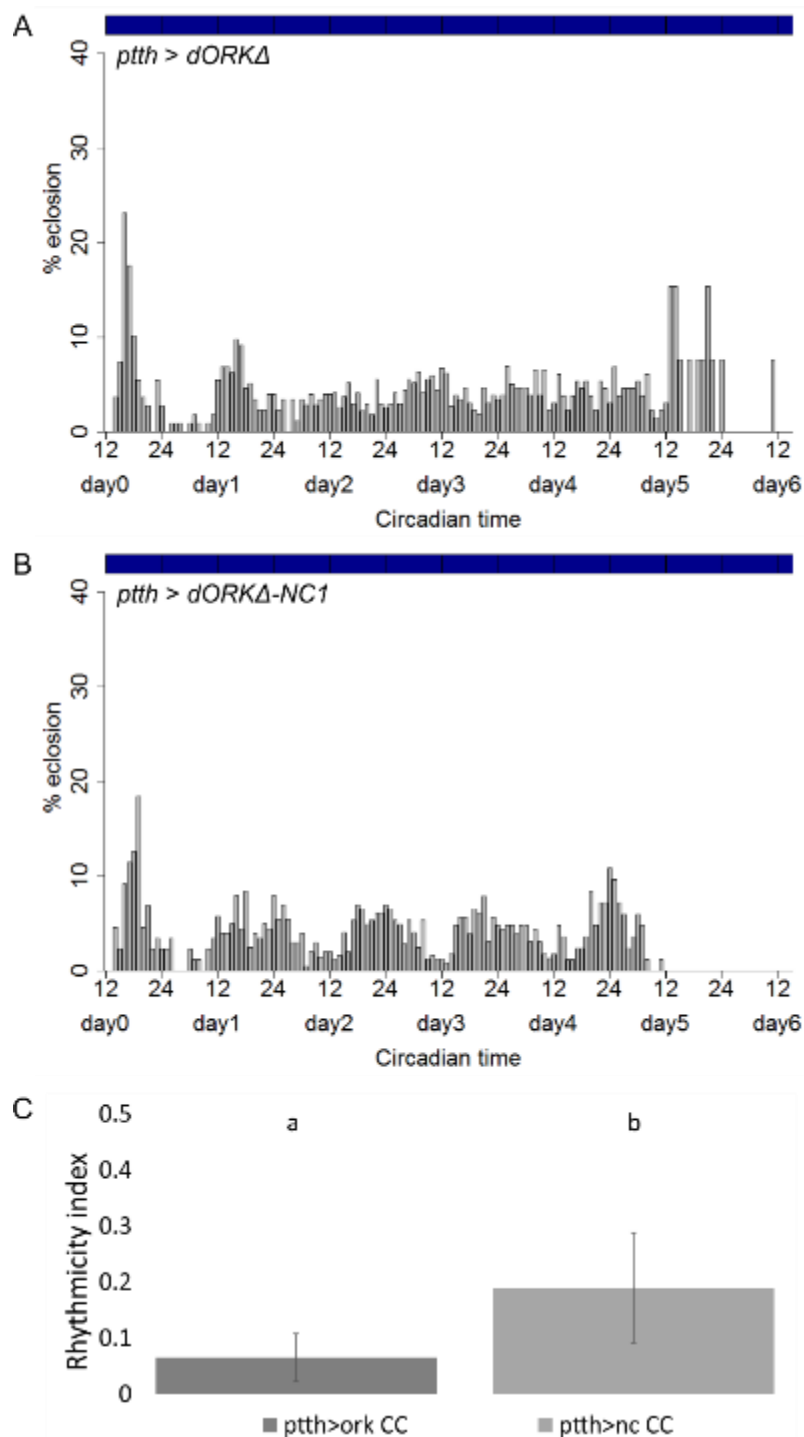 A
ptth > dORKΔ
40
30
20
10
0
% eclosion
12 24 12 24 12 24 12 24 12 24 12 24 12
day0 day1 day2 day3 day4 day5 day6
Circadian time
B
ptth > dORKΔ-NC1
40
30
20
10
0
% eclosion
12 24 12 24 12 24 12 24 12 24 12 24 12
day0 day1 day2 day3 day4 day5 day6
Circadian time
C
a b
0.5
0.4
0.3
0.2
0.1
0
Rhythmicity index
ptth>ork CC ptth>nc CC